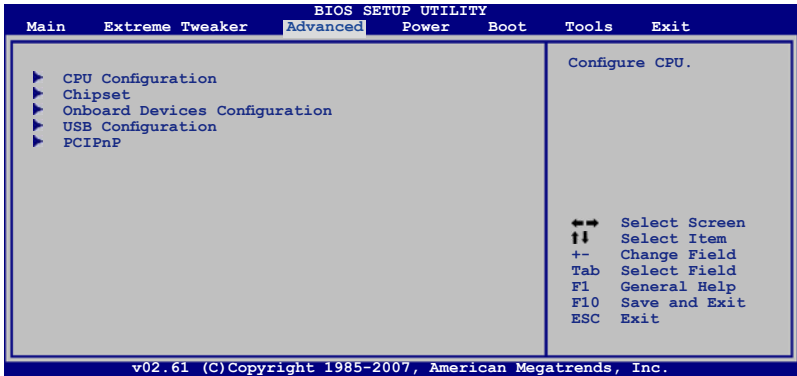 BIOS SETUP UTILITY
Main Extreme Tweaker Advanced Power Boot Tools Exit
CPU Configuration
Chipset
Onboard Devices Configuration
USB Configuration
PCIPnP
Configure CPU.
Select Screen
Select Item
+- Change Field
Tab Select Field
F1 General Help
F10 Save and Exit
ESC Exit
v02.61 (C)Copyright 1985-2007, American Megatrends, Inc.